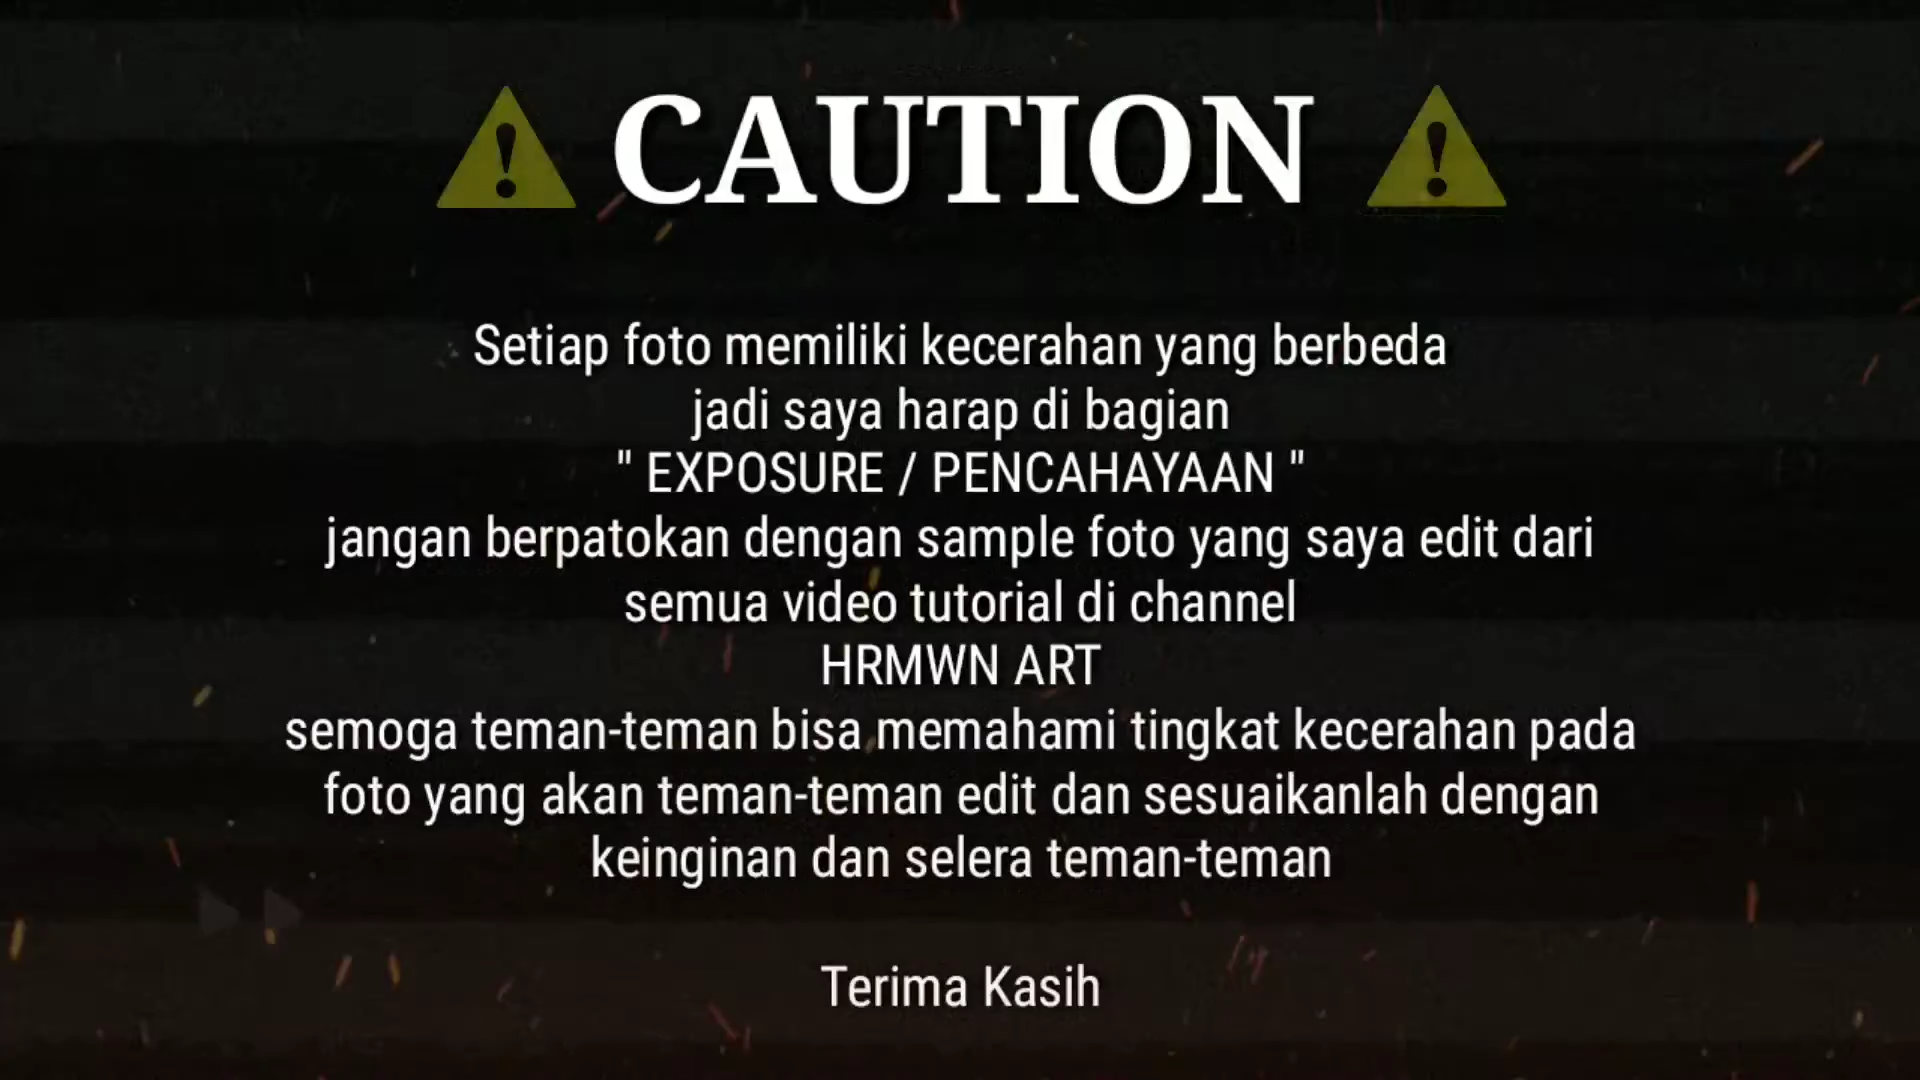 CAUTION
Setiap foto memiliki kecerahan yang berbeda
jadi saya harap di bagian
" EXPOSURE / PENCAHAYAAN "
jangan berpatokan dengan sample foto yang saya edit dari
semua video tutorial di channel
HRMWN ART
semoga teman-teman bisa memahami tingkat kecerahan pada
foto yang akan teman-teman edit dan sesuaikanlah dengan
keinginan dan selera teman-teman
Terima Kasih